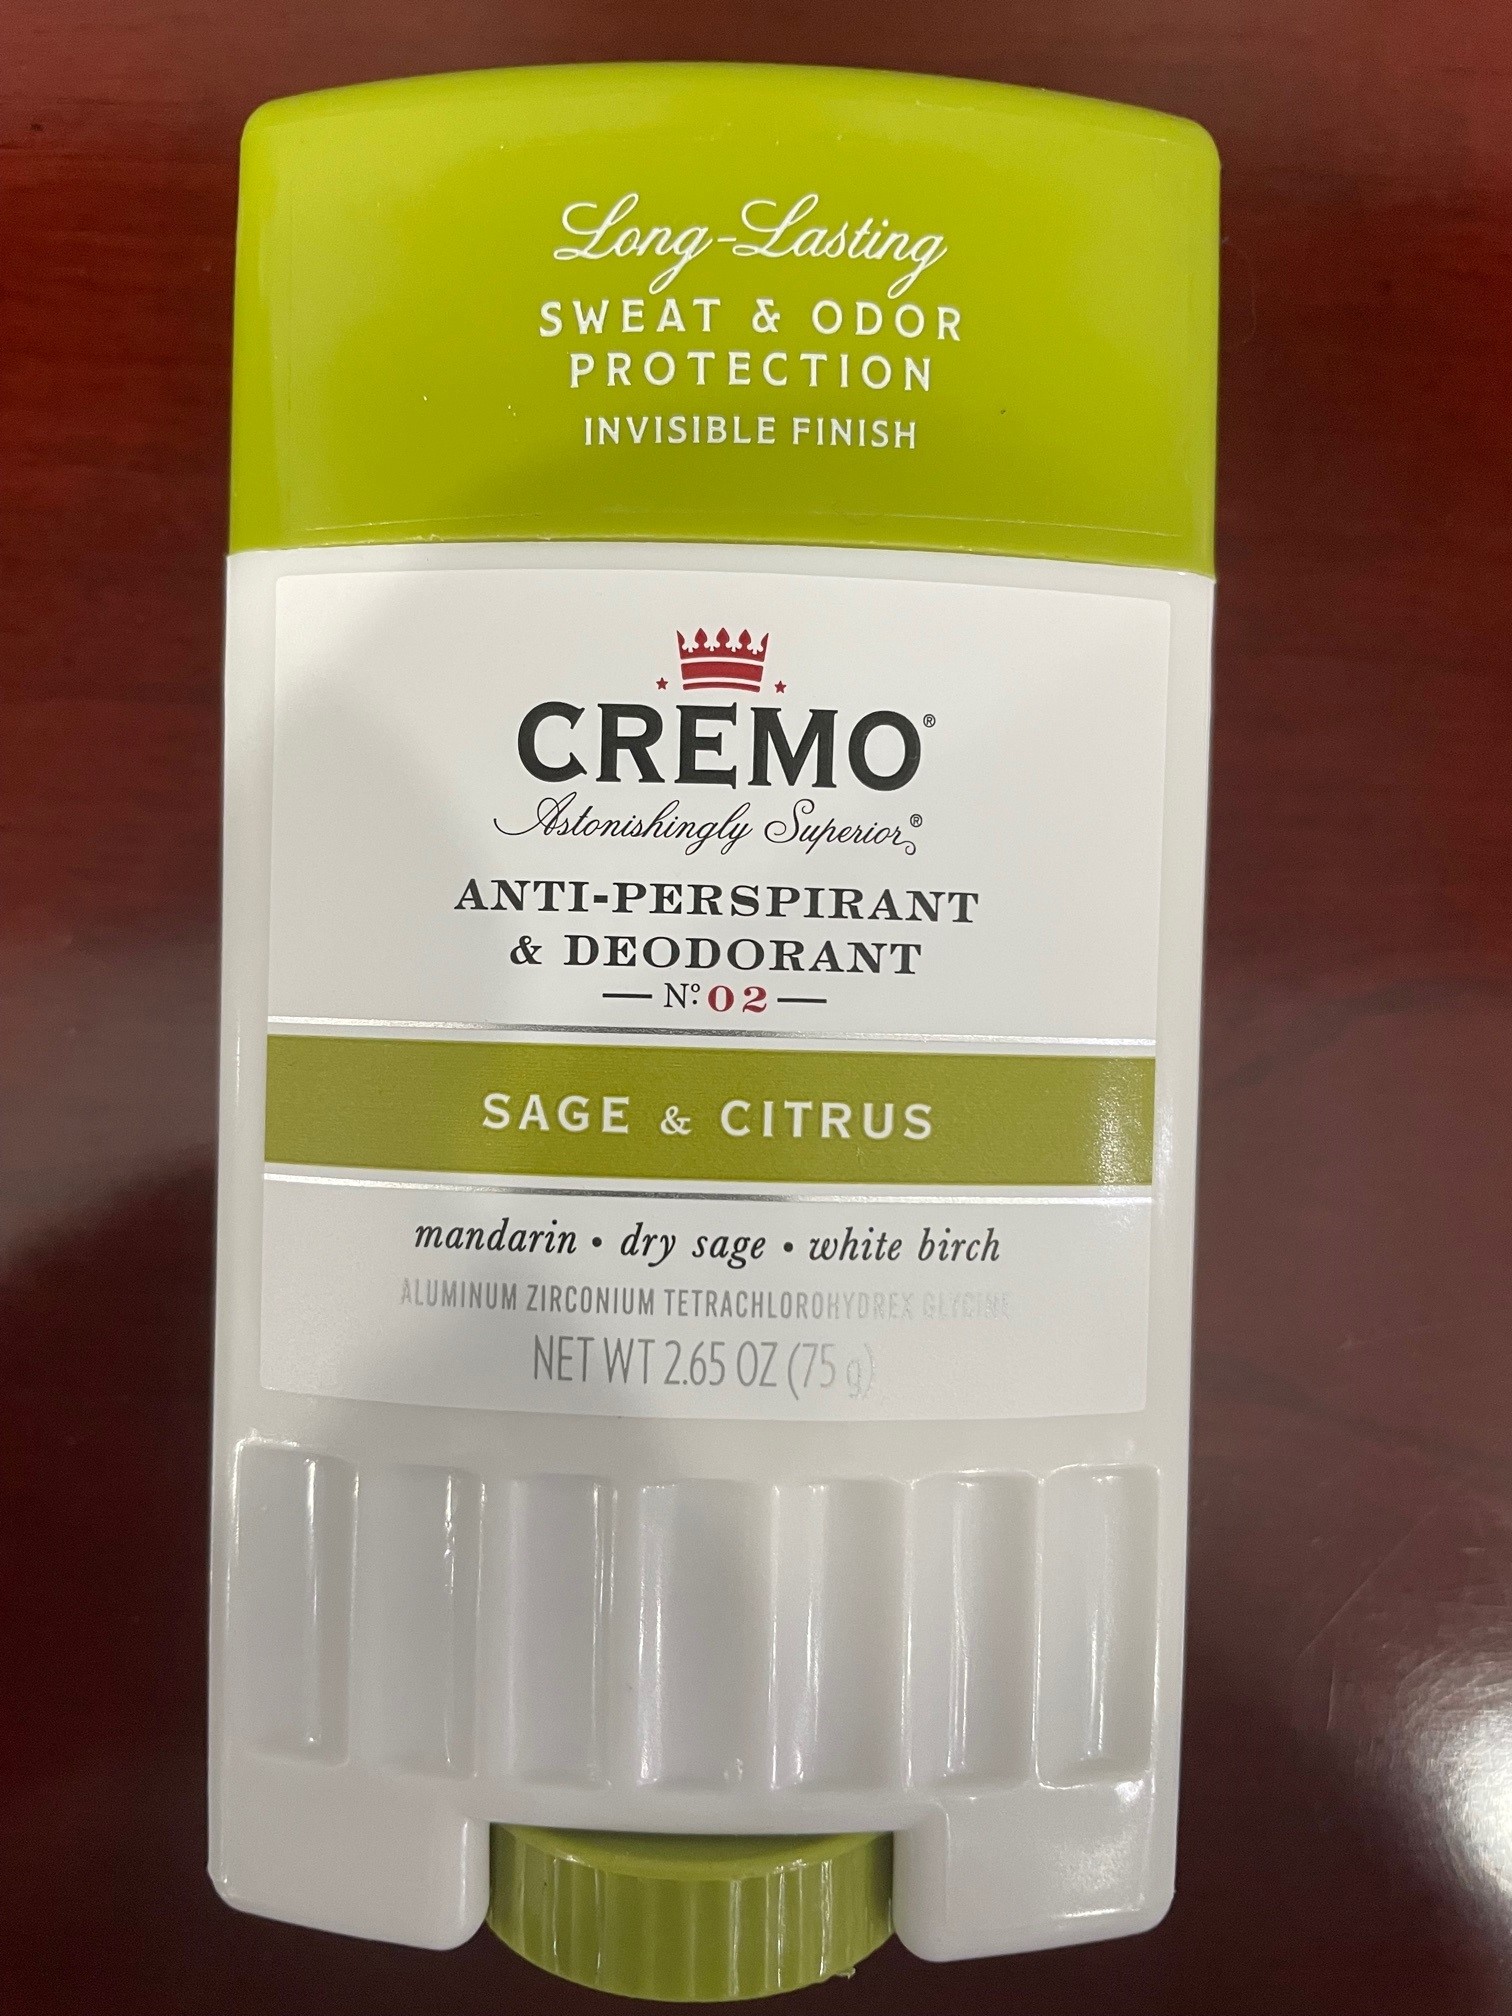 Long-Lasting
SWEAT & ODOR
PROTECTION
INVISIBLE FINISH
CREMO®
Astonishingly Superior®
ANTI-PERSPIRANT
& DEODORANT
Nº 02
SAGE & CITRUS
mandarin • dry sage • white birch
ALUMINUM ZIRCONIUM TETRACHLOROHYDREX GLYCINE
NET WT 2.65 OZ (75 g)